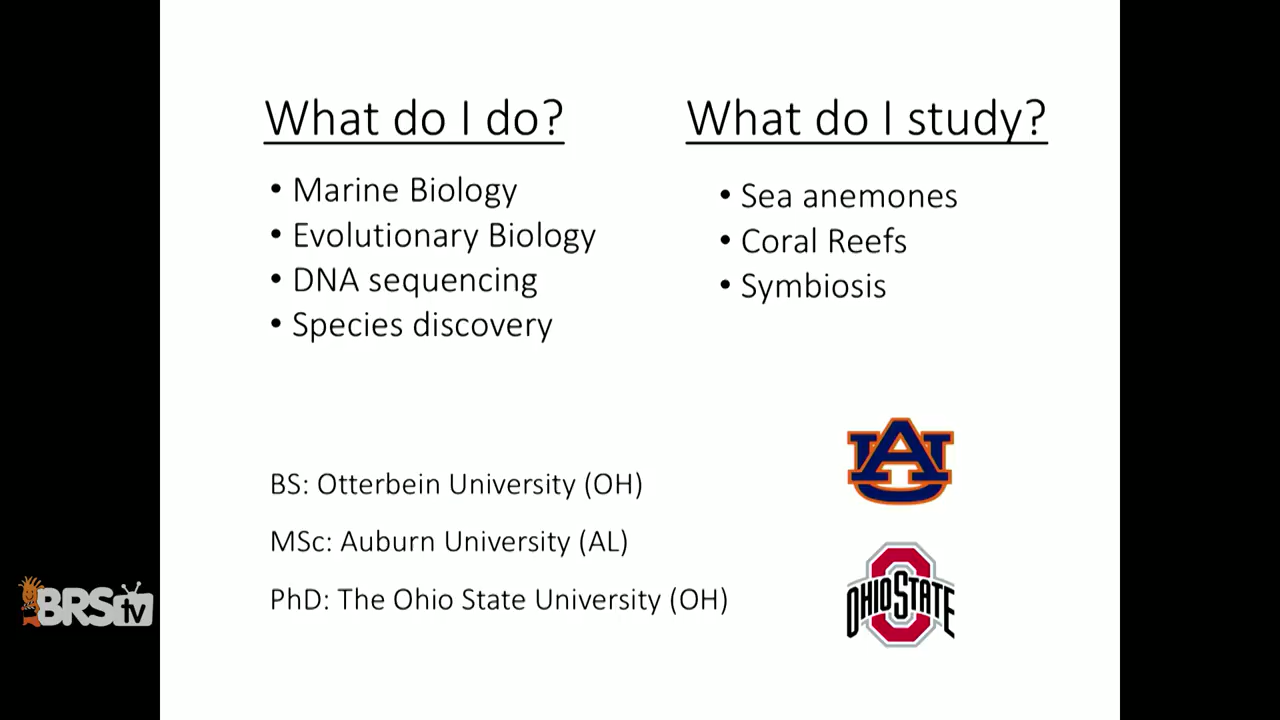 What do I do?
• Marine Biology
• Evolutionary Biology
• DNA sequencing
• Species discovery
What do I study?
• Sea anemones
• Coral Reefs
• Symbiosis
BS: Otterbein University (OH)
MSc: Auburn University (AL)
PhD: The Ohio State University (OH)
AU
OHIO STATE
BRStv